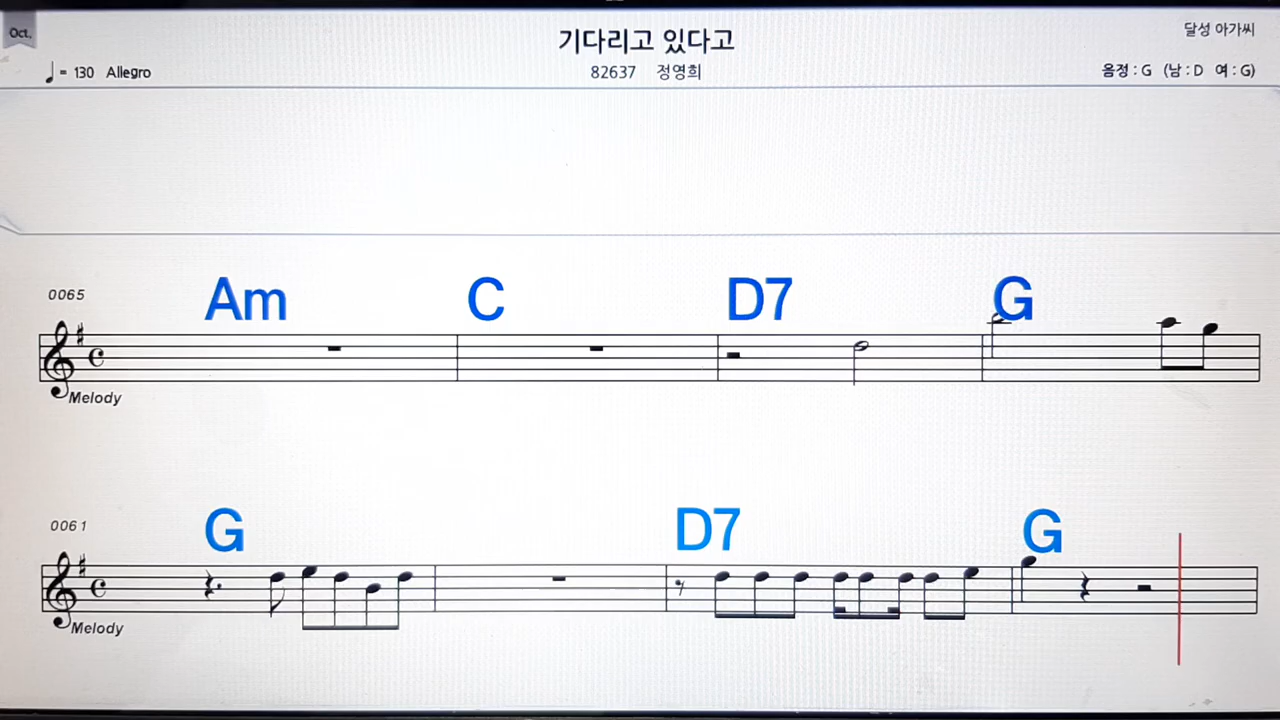 Oct.
기다리고 있다고
달성 아가씨
♩= 130 Allegro
82637 정영희
음정 : G (남 : D 여 : G)
0065
Am C D7 G
Melody
0061
G D7 G
Melody